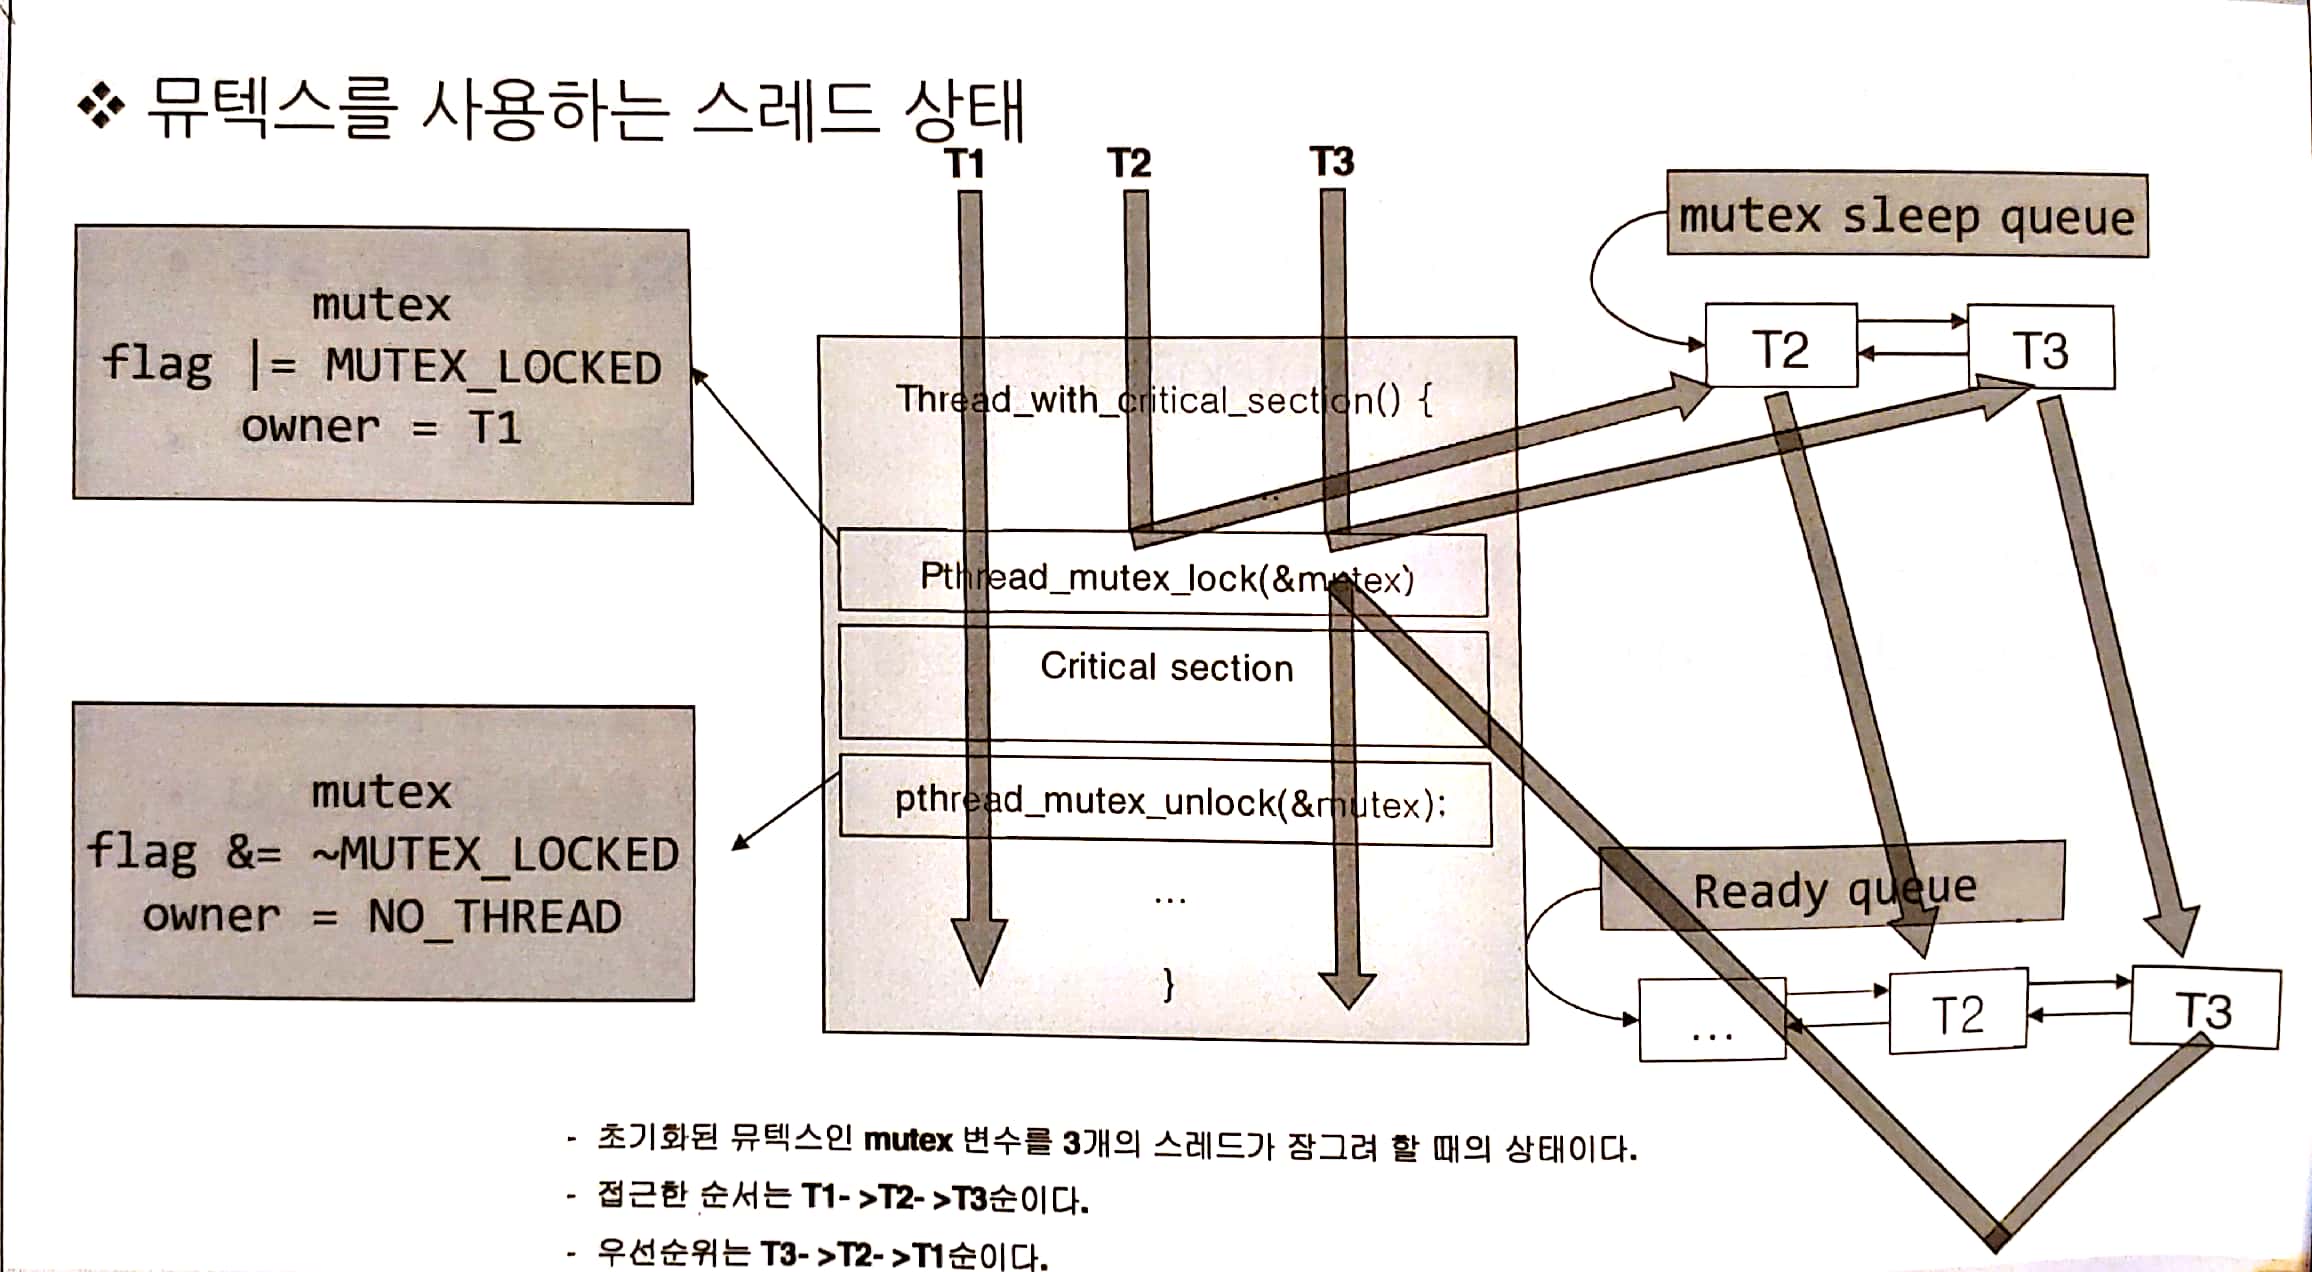 ❖ 뮤텍스를 사용하는 스레드 상태
T1
T2
T3
mutex
flag |= MUTEX_LOCKED
owner = T1
mutex
flag &= ~MUTEX_LOCKED
owner = NO_THREAD
Thread_with_critical_section() {
..
Pthread_mutex_lock(&mutex)
Critical section
pthread_mutex_unlock(&mutex);
...
}
mutex sleep queue
T2
T3
Ready queue
...
T2
T3
- 초기화된 뮤텍스인 mutex 변수를 3개의 스레드가 잠그려 할 때의 상태이다.
- 접근한 순서는 T1- >T2- >T3순이다.
- 우선순위는 T3- >T2- >T1순이다.